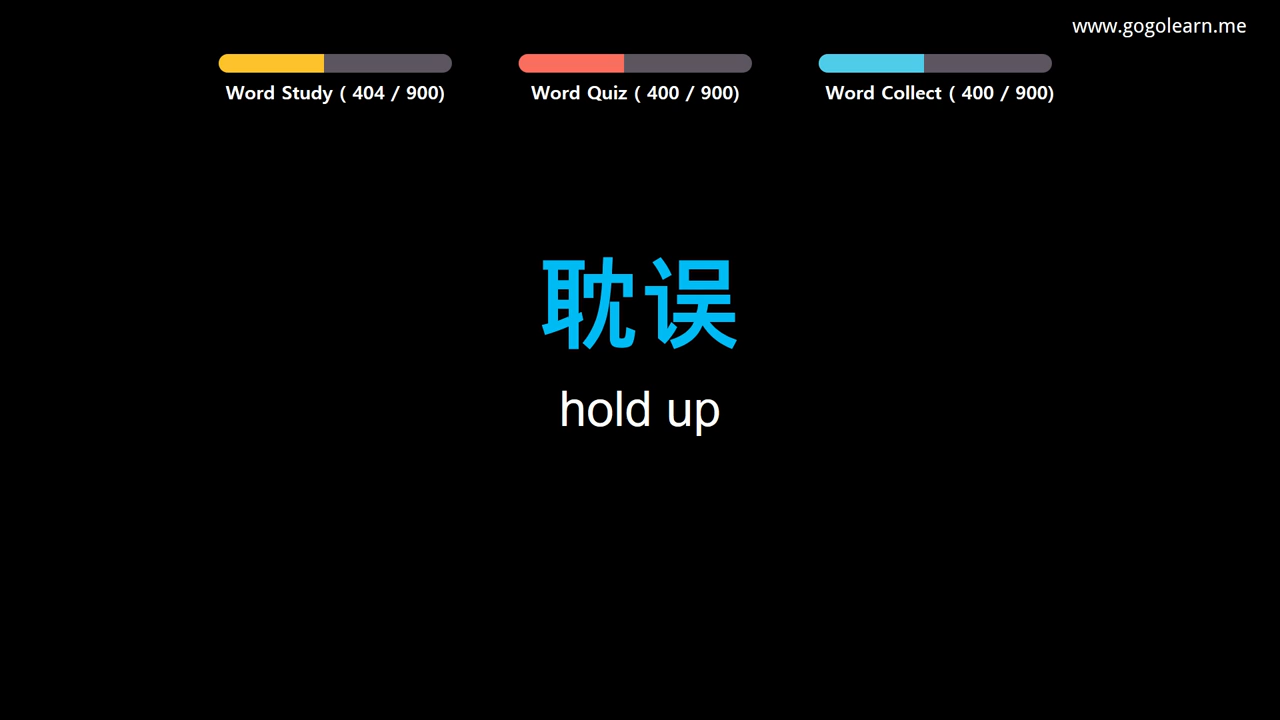 www.gogolearn.me
Word Study ( 404 / 900)
Word Quiz ( 400 / 900)
Word Collect ( 400 / 900)
耽误
hold up